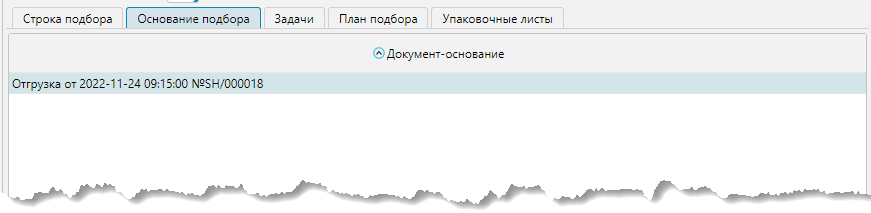 Строка подбора Основание подбора Задачи План подбора Упаковочные листы
Документ-основание
Отгрузка от 2022-11-24 09:15:00 №SH/000018